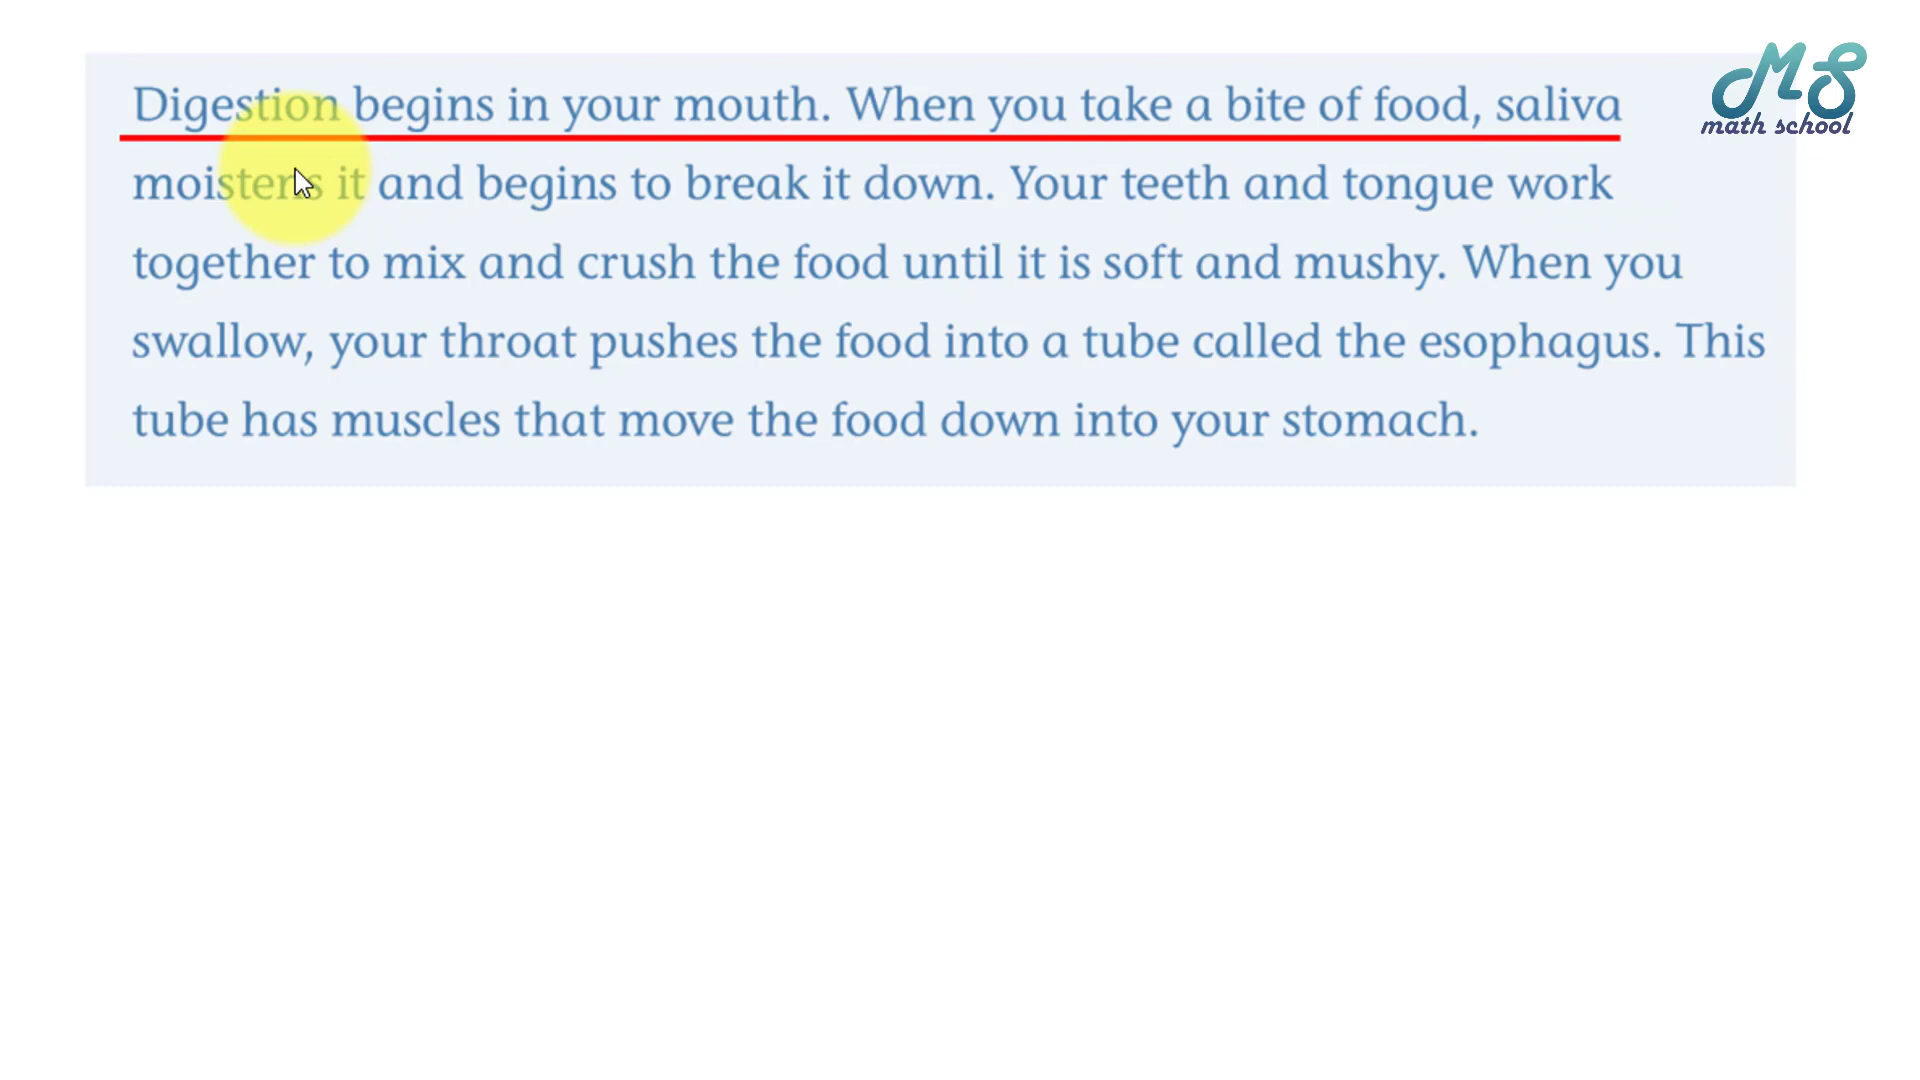 Digestion begins in your mouth. When you take a bite of food, saliva
moistens it and begins to break it down. Your teeth and tongue work
together to mix and crush the food until it is soft and mushy. When you
swallow, your throat pushes the food into a tube called the esophagus. This
tube has muscles that move the food down into your stomach.
MS
math school